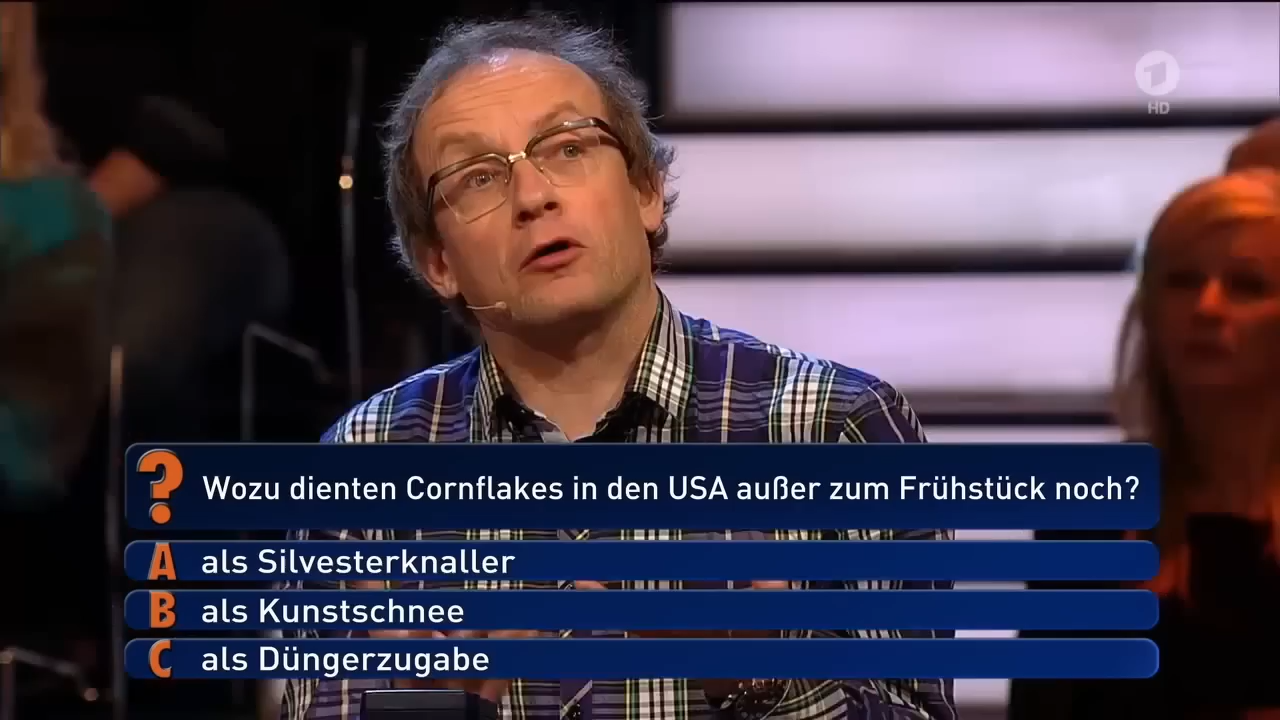 1
HD
? Wozu dienten Cornflakes in den USA außer zum Frühstück noch?
A als Silvesterknaller
B als Kunstschnee
C als Düngerzugabe